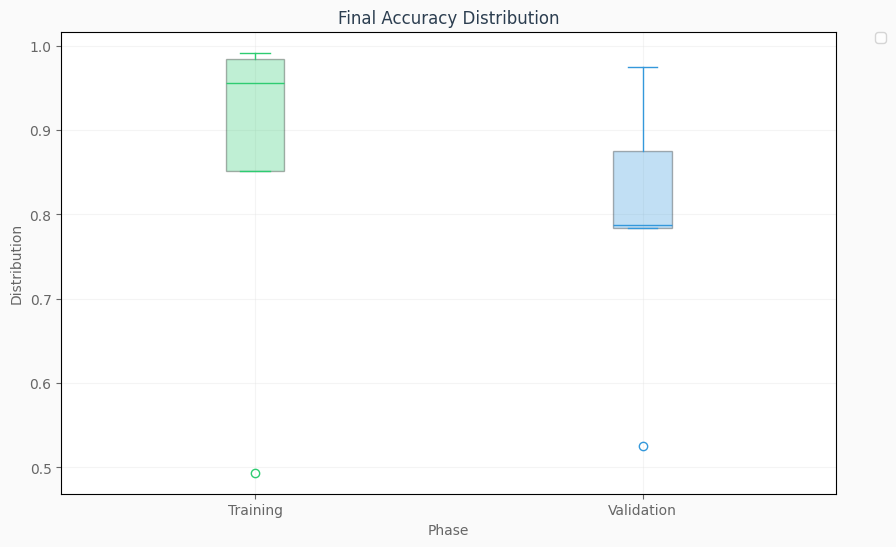 Final Accuracy Distribution
1.0
0.9
0.8
0.7
0.6
0.5
Distribution
Training
Validation
Phase